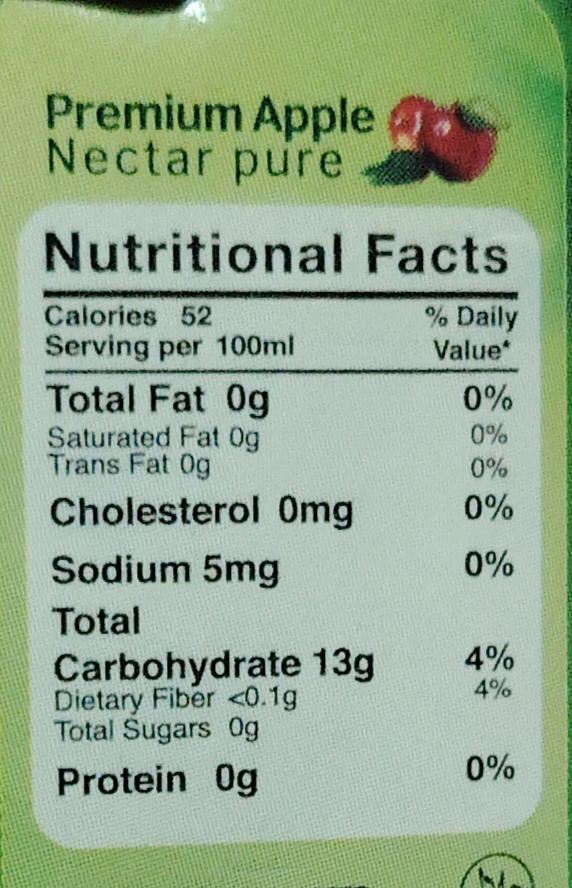 Premium Apple
Nectar pure
Nutritional Facts
Calories 52 % Daily
Serving per 100ml Value*
Total Fat 0g 0%
Saturated Fat 0g 0%
Trans Fat 0g 0%
Cholesterol 0mg 0%
Sodium 5mg 0%
Total
Carbohydrate 13g 4%
Dietary Fiber <0.1g 4%
Total Sugars 0g
Protein 0g 0%